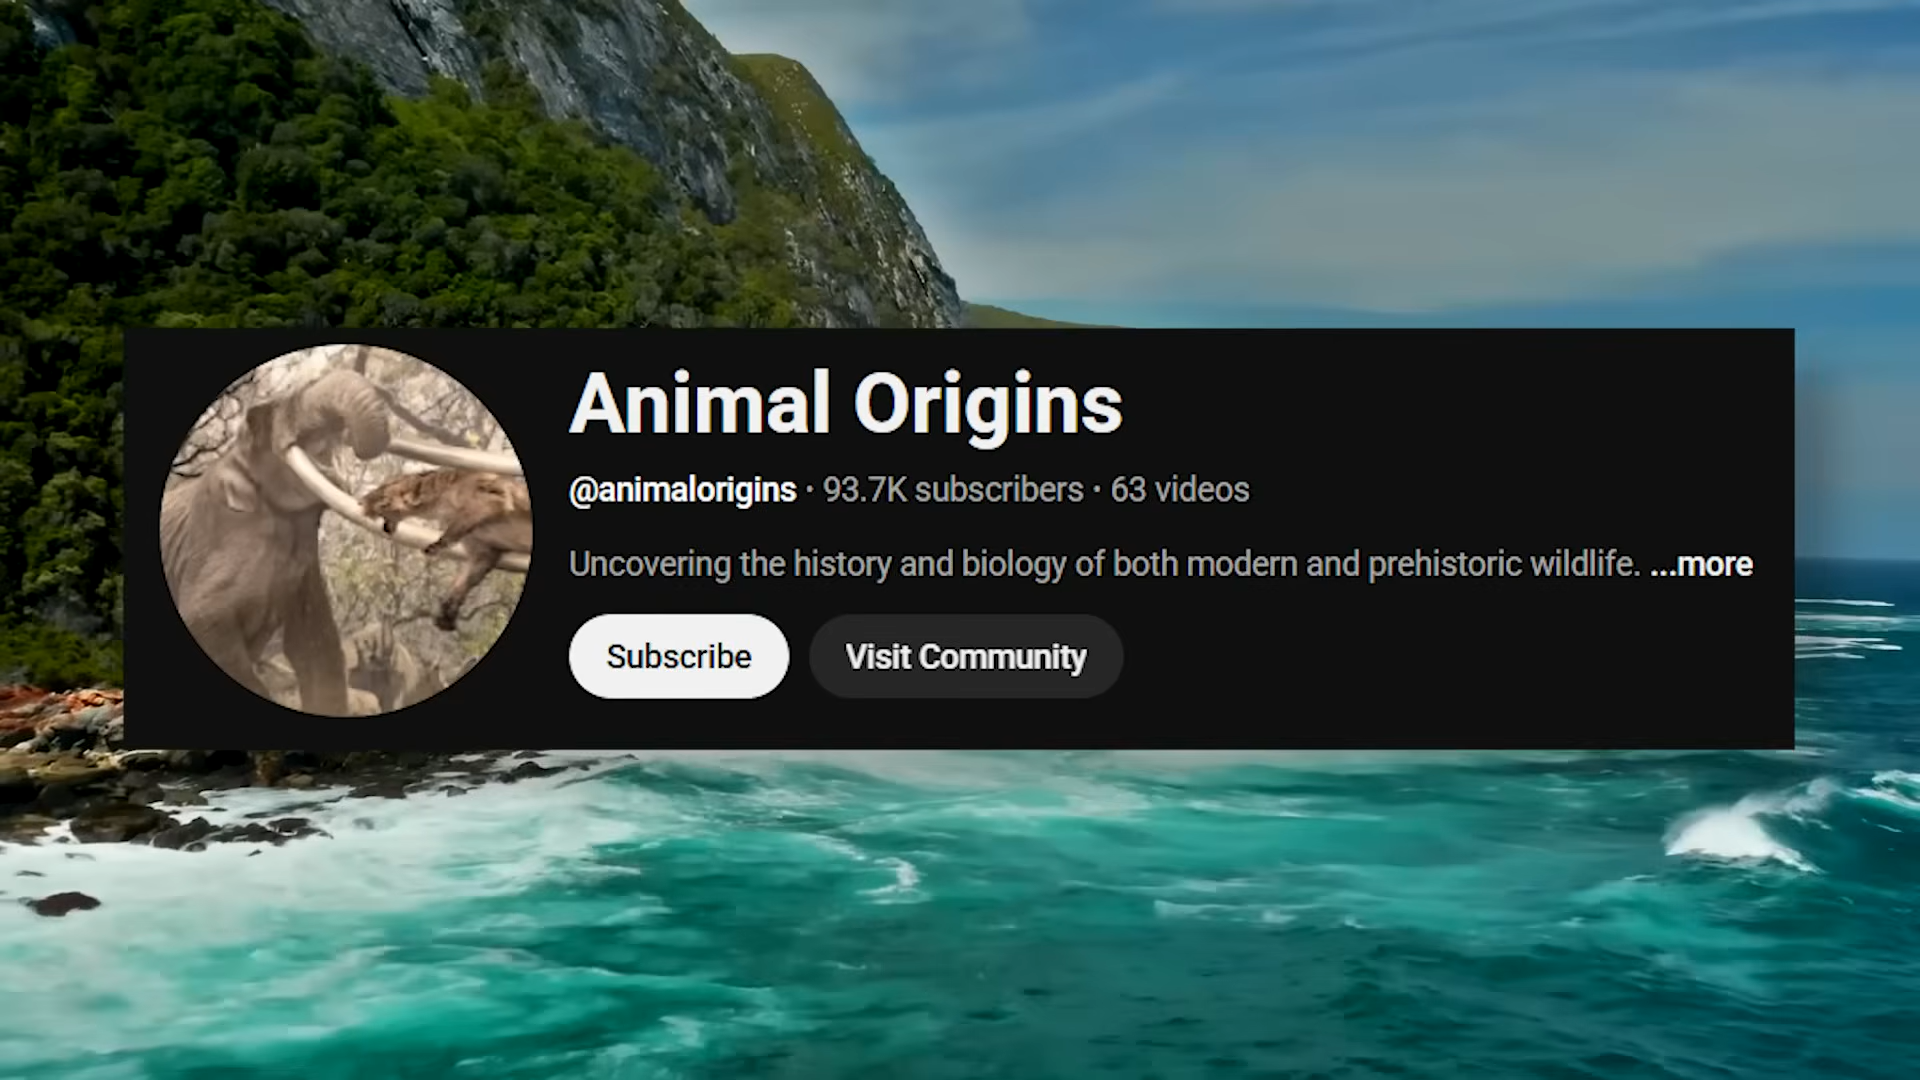 Animal Origins
@animalorigins · 93.7K subscribers · 63 videos
Uncovering the history and biology of both modern and prehistoric wildlife. ...more
Subscribe
Visit Community